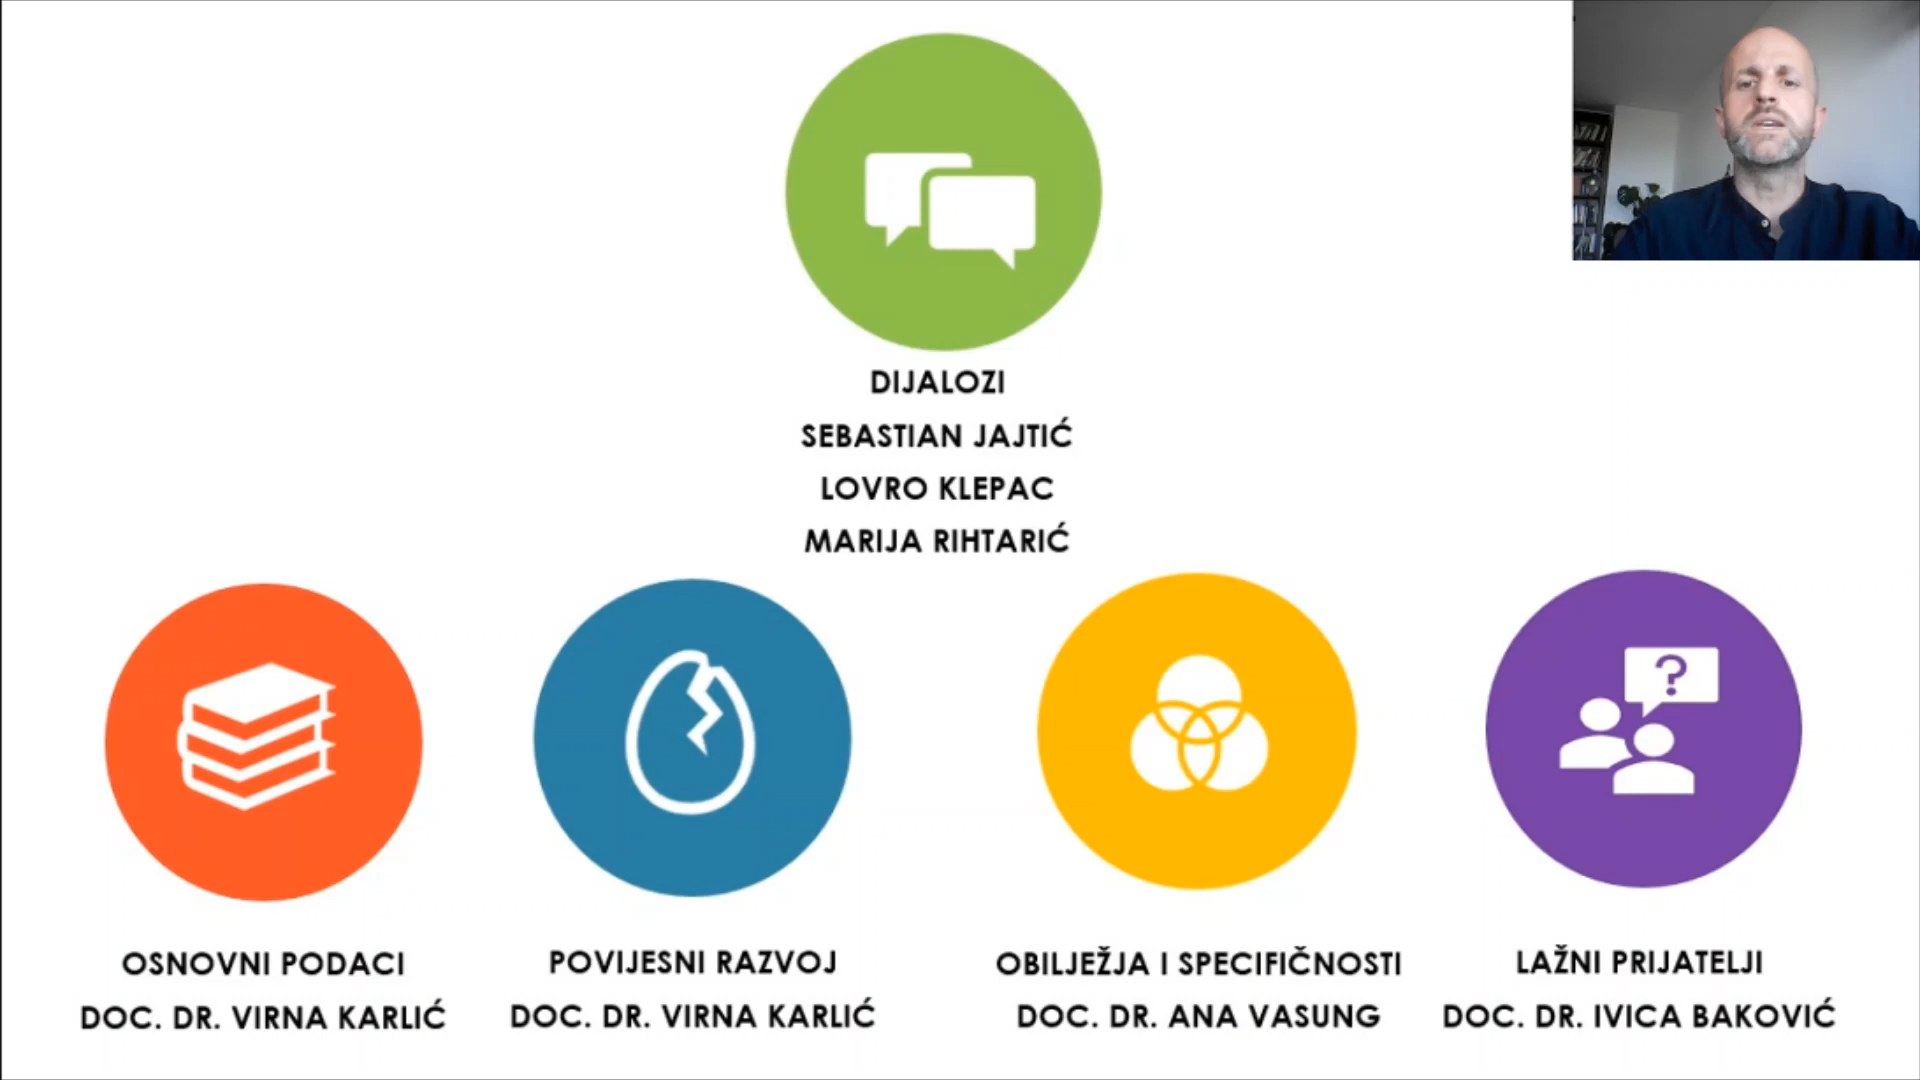 DIJALOZI
SEBASTIAN JAJTIĆ
LOVRO KLEPAC
MARIJA RIHTARIĆ
?
OSNOVNI PODACI
DOC. DR. VIRNA KARLIĆ
POVIJESNI RAZVOJ
DOC. DR. VIRNA KARLIĆ
OBILJEŽJA I SPECIFIČNOSTI
DOC. DR. ANA VASUNG
LAŽNI PRIJATELJI
DOC. DR. IVICA BAKOVIĆ